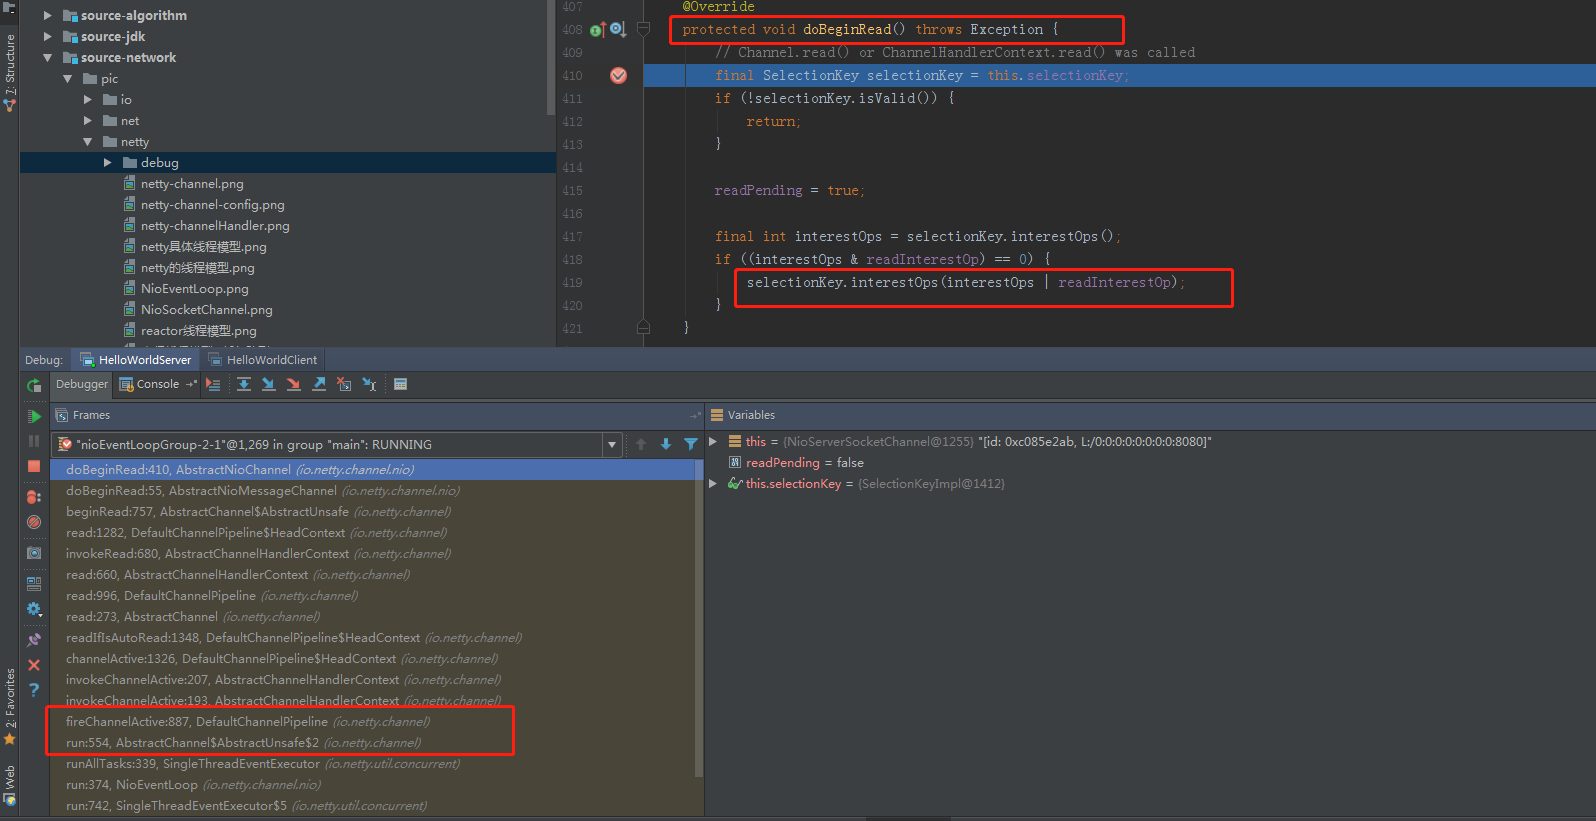 source-algorithm
source-jdk
source-network
pic
io
net
netty
debug
netty-channel.png
netty-channel-config.png
netty-channelHandler.png
netty具体线程模型.png
netty的线程模型.png
NioEventLoop.png
NioSocketChannel.png
reactor线程模型.png
7: Structure
407 @Override
408 protected void doBeginRead() throws Exception {
409 // Channel.read() or ChannelHandlerContext.read() was called
410 final SelectionKey selectionKey = this.selectionKey;
411 if (!selectionKey.isValid()) {
412 return;
413 }
414
415 readPending = true;
416
417 final int interestOps = selectionKey.interestOps();
418 if ((interestOps & readInterestOp) == 0) {
419 selectionKey.interestOps(interestOps | readInterestOp);
420 }
421 }
Debug: HelloWorldServer HelloWorldClient
Debugger Console
Frames
"nioEventLoopGroup-2-1"@1,269 in group "main": RUNNING
doBeginRead:410, AbstractNioChannel (io.netty.channel.nio)
doBeginRead:55, AbstractNioMessageChannel (io.netty.channel.nio)
beginRead:757, AbstractChannel$AbstractUnsafe (io.netty.channel)
read:1282, DefaultChannelPipeline$HeadContext (io.netty.channel)
invokeRead:680, AbstractChannelHandlerContext (io.netty.channel)
read:660, AbstractChannelHandlerContext (io.netty.channel)
read:996, DefaultChannelPipeline (io.netty.channel)
read:273, AbstractChannel (io.netty.channel)
readIfIsAutoRead:1348, DefaultChannelPipeline$HeadContext (io.netty.channel)
channelActive:1326, DefaultChannelPipeline$HeadContext (io.netty.channel)
invokeChannelActive:207, AbstractChannelHandlerContext (io.netty.channel)
invokeChannelActive:193, AbstractChannelHandlerContext (io.netty.channel)
fireChannelActive:887, DefaultChannelPipeline (io.netty.channel)
run:554, AbstractChannel$AbstractUnsafe$2 (io.netty.channel)
runAllTasks:339, SingleThreadEventExecutor (io.netty.util.concurrent)
run:374, NioEventLoop (io.netty.channel.nio)
run:742, SingleThreadEventExecutor$5 (io.netty.util.concurrent)
Variables
this = {NioServerSocketChannel@1255} "[id: 0xc085e2ab, L:/0:0:0:0:0:0:0:0:8080]"
readPending = false
this.selectionKey = {SelectionKeyImpl@1412}
2: Favorites
Web